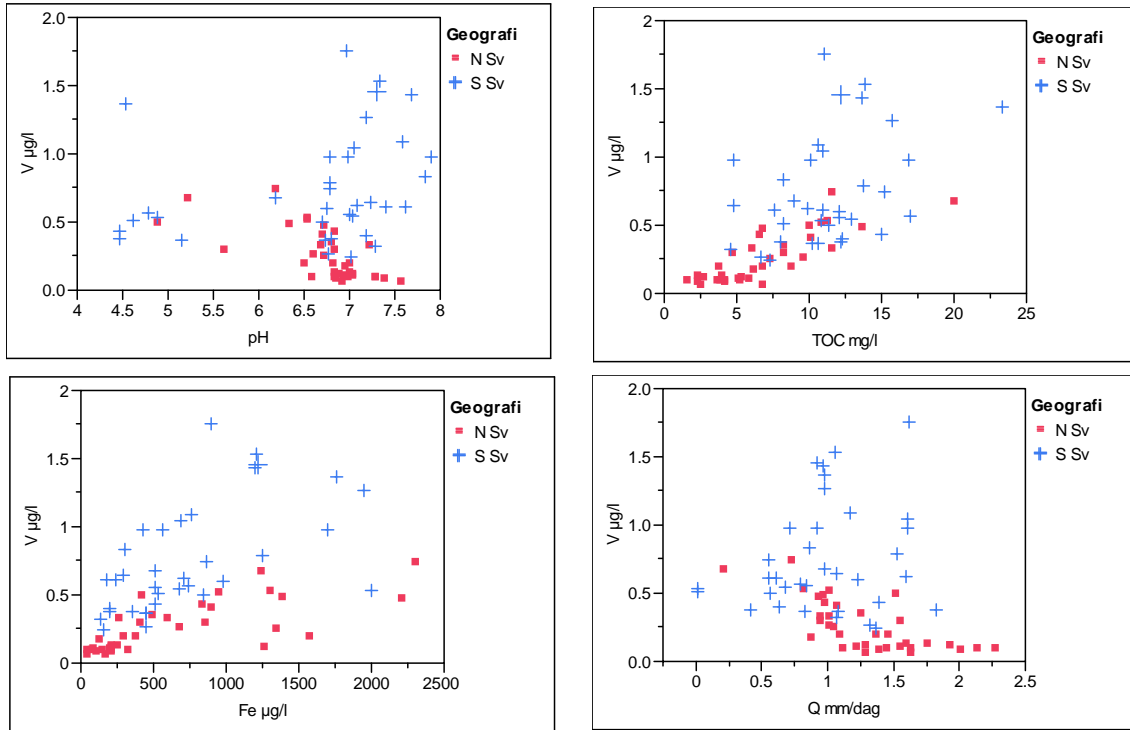 2.0
1.5
1.0
0.5
0.0
V µg/l
4 4.5 5 5.5 6 6.5 7 7.5 8
pH
Geografi
N Sv
S Sv
2
1.5
1
0.5
0
V µg/l
0 5 10 15 20 25
TOC mg/l
Geografi
N Sv
S Sv
2
1.5
1
0.5
0
V µg/l
0 500 1000 1500 2000 2500
Fe µg/l
Geografi
N Sv
S Sv
2.0
1.5
1.0
0.5
0.0
V µg/l
0 0.5 1 1.5 2 2.5
Q mm/dag
Geografi
N Sv
S Sv